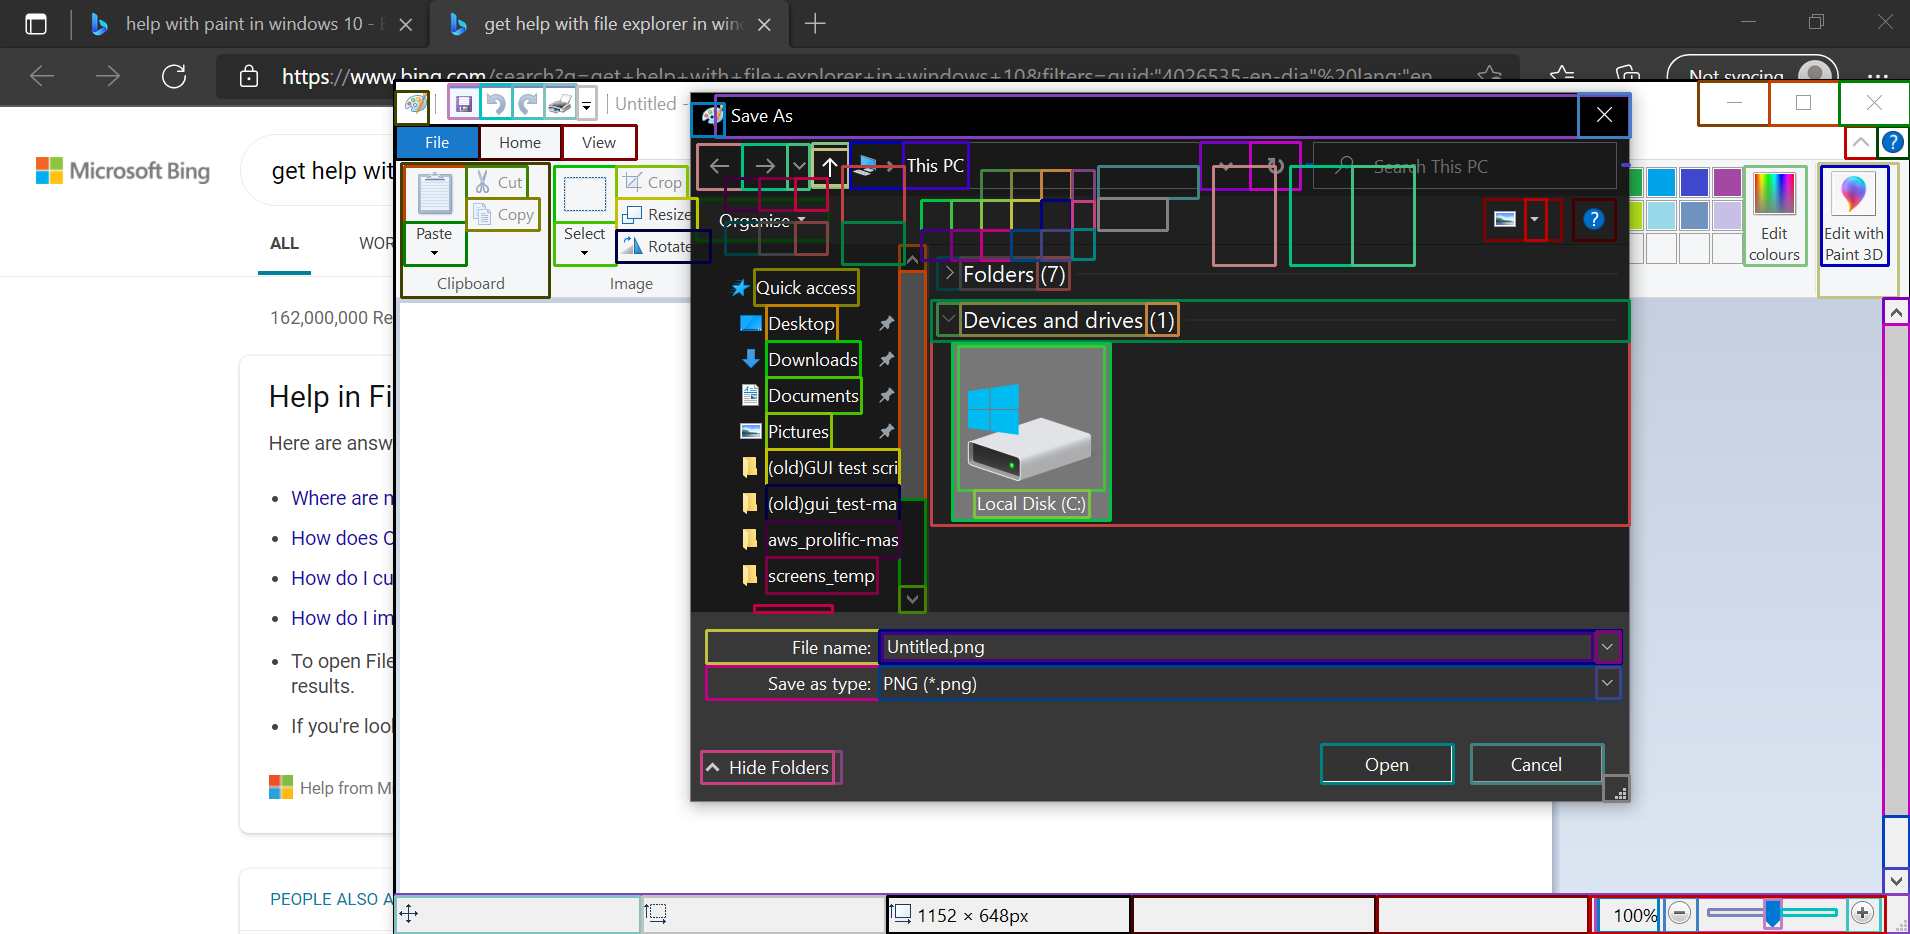 help with paint in windows 10 -
get help with file explorer in win
https://www.bing.com/search?q=get+help+with+file+explorer+in+windows+10&filters=guid:"4026535-en-dia"%20lang:"en
Not syncing
Microsoft Bing
get help wit
ALL
WOR
162,000,000 Re
Help in Fi
Here are answ
Where are n
How does C
How do I cu
How do I im
To open File
results.
If you're loo
Help from Mi
PEOPLE ALSO A
Untitled -
File
Home
View
Paste
Cut
Copy
Clipboard
Select
Crop
Resize
Rotate
Image
Edit
colours
Edit with
Paint 3D
Save As
This PC
Search This PC
Organise
Quick access
Desktop
Downloads
Documents
Pictures
(old)GUI test scri
(old)gui_test-ma
aws_prolific-mas
screens_temp
Folders (7)
Devices and drives (1)
Local Disk (C:)
File name:
Untitled.png
Save as type:
PNG (*.png)
Hide Folders
Open
Cancel
1152 × 648px
100%